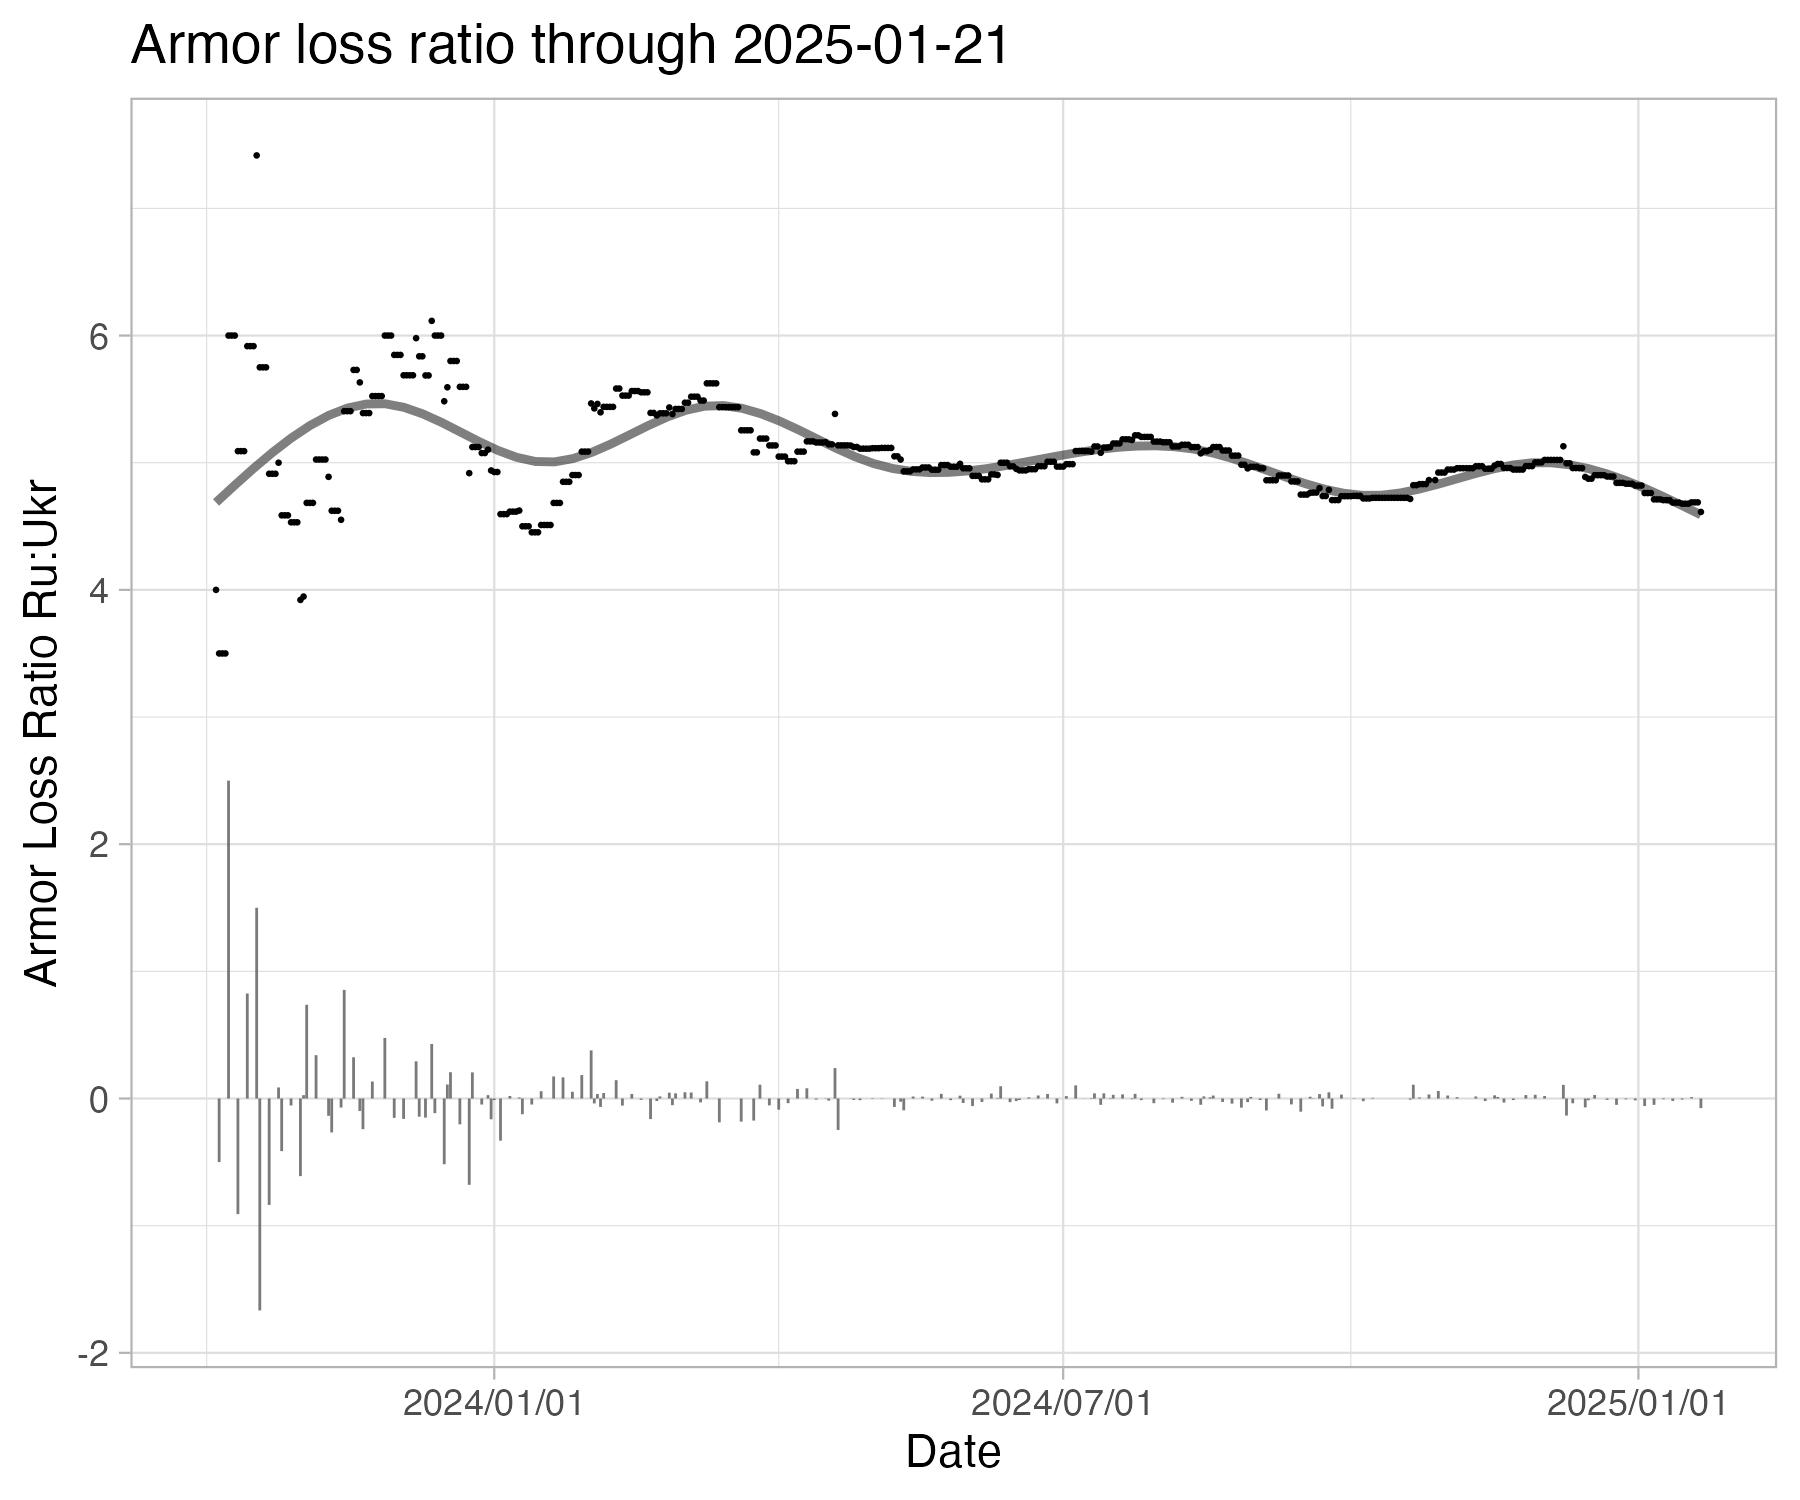 Armor loss ratio through 2025-01-21
Armor Loss Ratio Ru:Ukr
6
4
2
0
-2
2024/01/01
2024/07/01
2025/01/01
Date